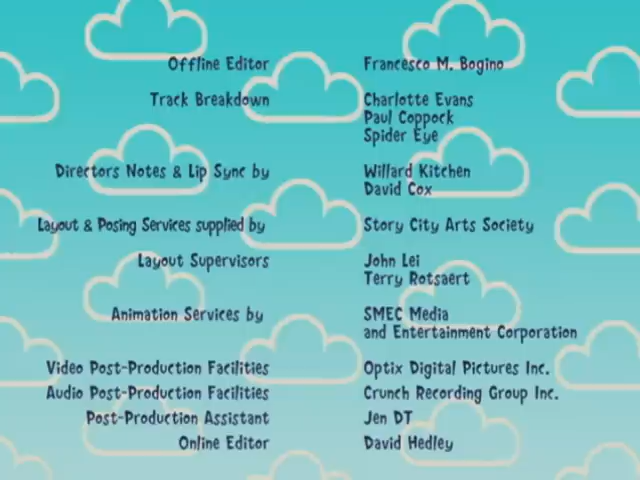 Offline Editor Francesco M. Bogino
Track Breakdown Charlotte Evans
Paul Coppock
Spider Eye
Directors Notes & Lip Sync by Willard Kitchen
David Cox
Layout & Posing Services supplied by Story City Arts Society
Layout Supervisors John Lei
Terry Rotsaert
Animation Services by SMEC Media
and Entertainment Corporation
Video Post-Production Facilities Optix Digital Pictures Inc.
Audio Post-Production Facilities Crunch Recording Group Inc.
Post-Production Assistant Jen DT
Online Editor David Hedley